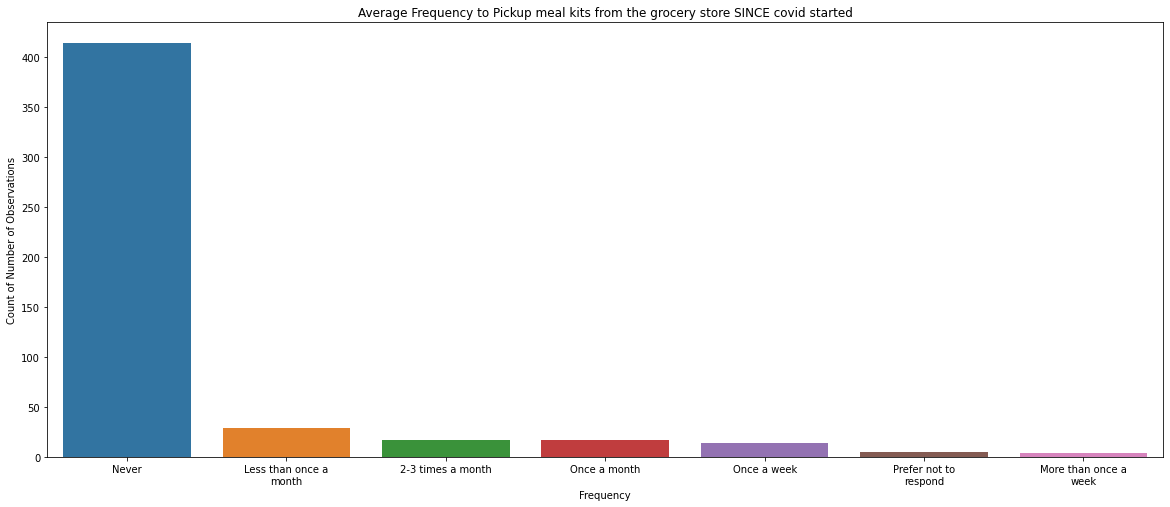 Average Frequency to Pickup meal kits from the grocery store SINCE covid started
Count of Number of Observations
400
350
300
250
200
150
100
50
0
Never
Less than once a
month
2-3 times a month
Once a month
Once a week
Prefer not to
respond
More than once a
week
Frequency